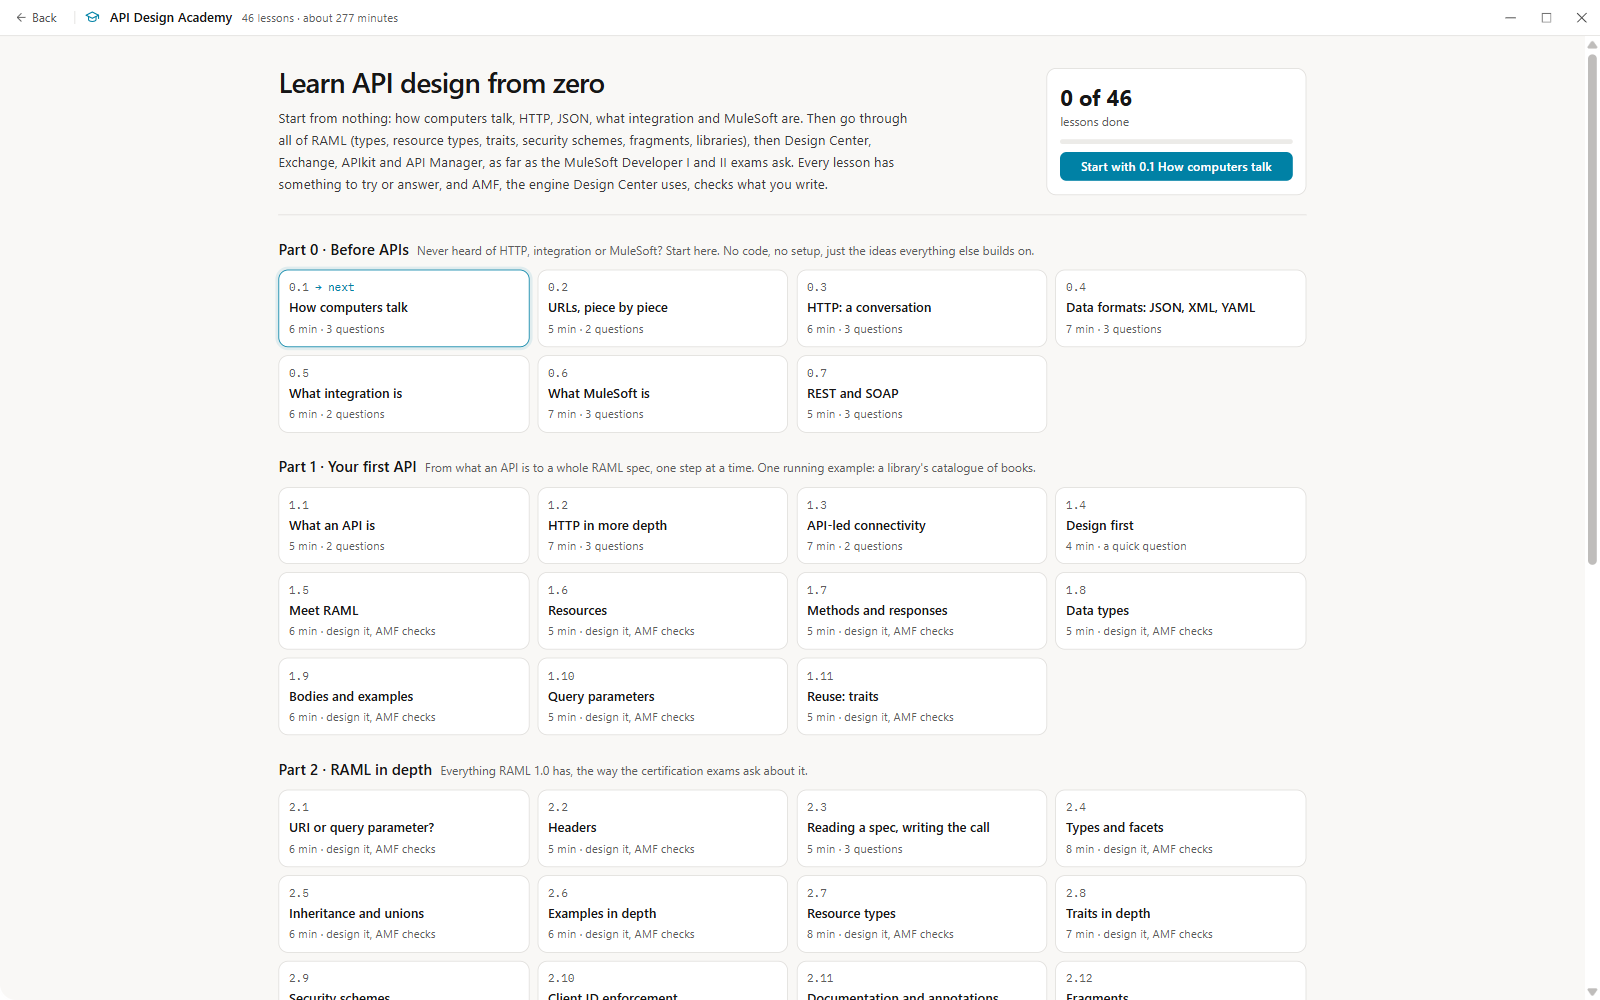 Back
API Design Academy 46 lessons · about 277 minutes
Learn API design from zero
Start from nothing: how computers talk, HTTP, JSON, what integration and MuleSoft are. Then go through
all of RAML (types, resource types, traits, security schemes, fragments, libraries), then Design Center,
Exchange, APIkit and API Manager, as far as the MuleSoft Developer I and II exams ask. Every lesson has
something to try or answer, and AMF, the engine Design Center uses, checks what you write.
0 of 46
lessons done
Start with 0.1 How computers talk
Part 0 · Before APIs Never heard of HTTP, integration or MuleSoft? Start here. No code, no setup, just the ideas everything else builds on.
0.1 → next
How computers talk
6 min · 3 questions
0.2
URLs, piece by piece
5 min · 2 questions
0.3
HTTP: a conversation
6 min · 3 questions
0.4
Data formats: JSON, XML, YAML
7 min · 3 questions
0.5
What integration is
6 min · 2 questions
0.6
What MuleSoft is
7 min · 3 questions
0.7
REST and SOAP
5 min · 3 questions
Part 1 · Your first API From what an API is to a whole RAML spec, one step at a time. One running example: a library's catalogue of books.
1.1
What an API is
5 min · 2 questions
1.2
HTTP in more depth
7 min · 3 questions
1.3
API-led connectivity
7 min · 2 questions
1.4
Design first
4 min · a quick question
1.5
Meet RAML
6 min · design it, AMF checks
1.6
Resources
5 min · design it, AMF checks
1.7
Methods and responses
5 min · design it, AMF checks
1.8
Data types
5 min · design it, AMF checks
1.9
Bodies and examples
6 min · design it, AMF checks
1.10
Query parameters
5 min · design it, AMF checks
1.11
Reuse: traits
5 min · design it, AMF checks
Part 2 · RAML in depth Everything RAML 1.0 has, the way the certification exams ask about it.
2.1
URI or query parameter?
6 min · design it, AMF checks
2.2
Headers
5 min · design it, AMF checks
2.3
Reading a spec, writing the call
5 min · 3 questions
2.4
Types and facets
8 min · design it, AMF checks
2.5
Inheritance and unions
6 min · design it, AMF checks
2.6
Examples in depth
6 min · design it, AMF checks
2.7
Resource types
8 min · design it, AMF checks
2.8
Traits in depth
7 min · design it, AMF checks
2.9
Security schemes
2.10
Client ID enforcement
2.11
Documentation and annotations
2.12
Fragments